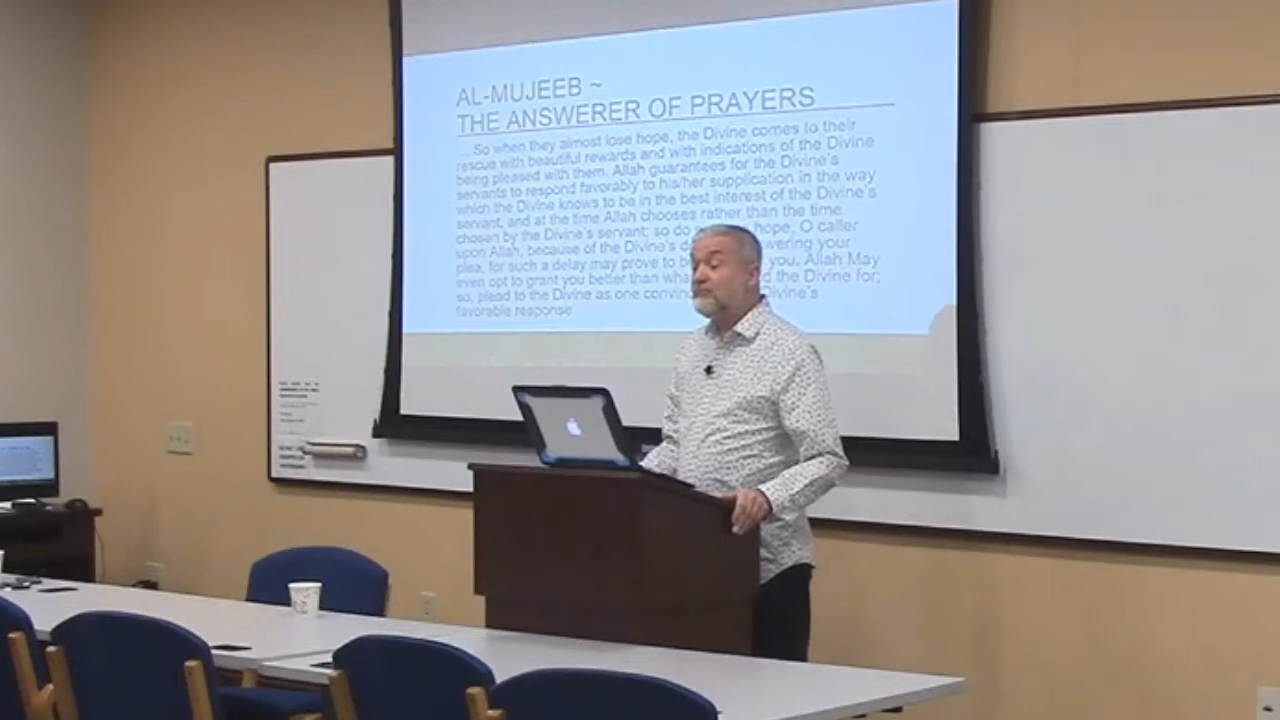 AL-MUJEEB ~
THE ANSWERER OF PRAYERS
... So when they almost lose hope, the Divine comes to their
rescue with beautiful rewards and with indications of the Divine
being pleased with them. Allah guarantees for the Divine's
servants to respond favorably to his/her supplication in the way
which the Divine knows to be in the best interest of the Divine's
servant, and at the time Allah chooses rather than the time
chosen by the Divine's servant; so do hope, O caller
upon Allah, because of the Divine's your
plea, for such a delay may prove to you. Allah May
even opt to grant you better than the Divine for;
so, plead to the Divine as one
favorable response